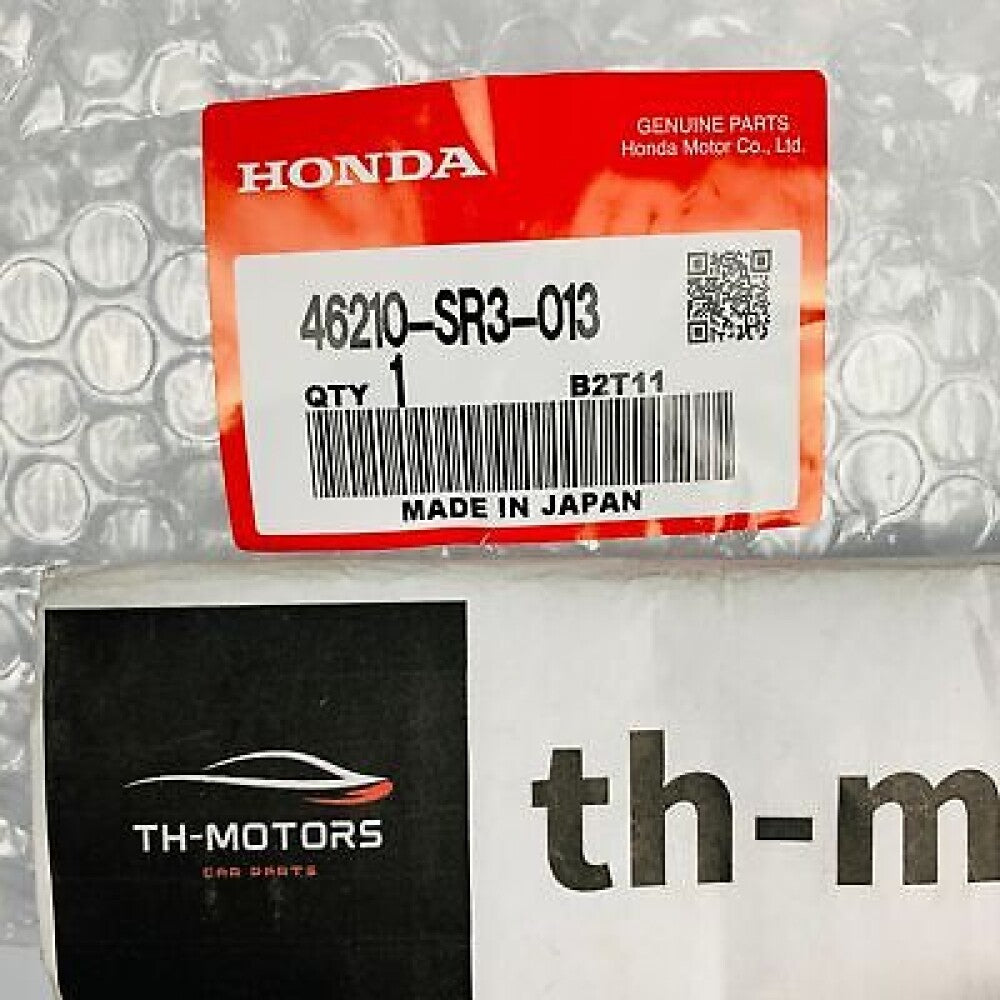 HONDA
GENUINE PARTS
Honda Motor Co., Ltd.
46210-SR3-013
QTY 1 B2T11
MADE IN JAPAN
TH-MOTORS
CAR PARTS
th-m